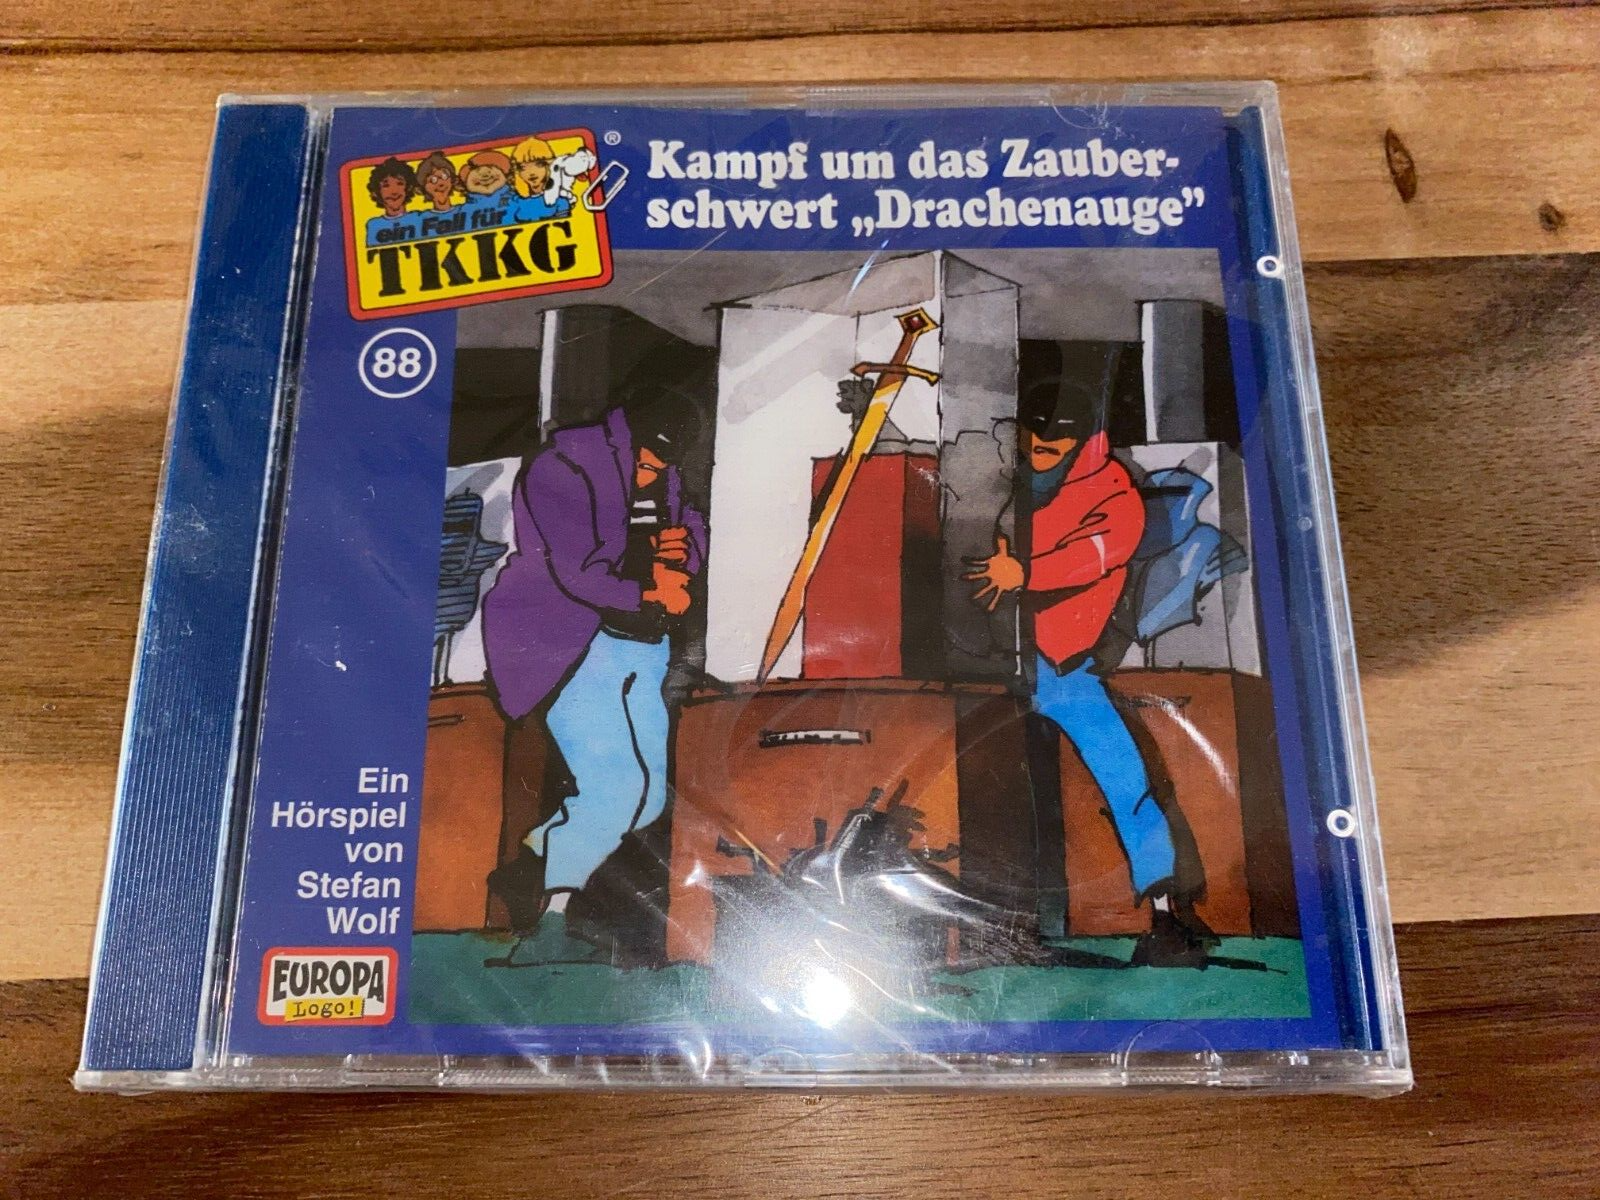 Kampf um das Zauber-
schwert „Drachenauge”
®
ein Fall für
TKKG
88
Ein
Hörspiel
von
Stefan
Wolf
EUROPA
Logo!